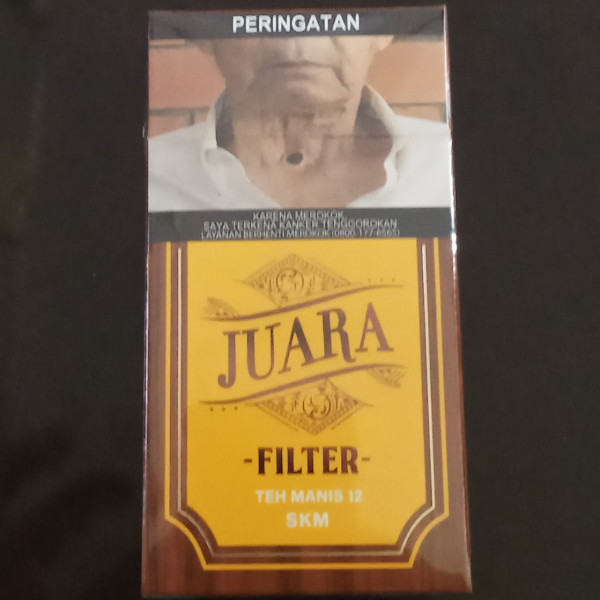 PERINGATAN
KARENA MEROKOK,
SAYA TERKENA KANKER TENGGOROKAN
LAYANAN BERHENTI MEROKOK (0800-177-6565)
JUARA
-FILTER-
TEH MANIS 12
SKM